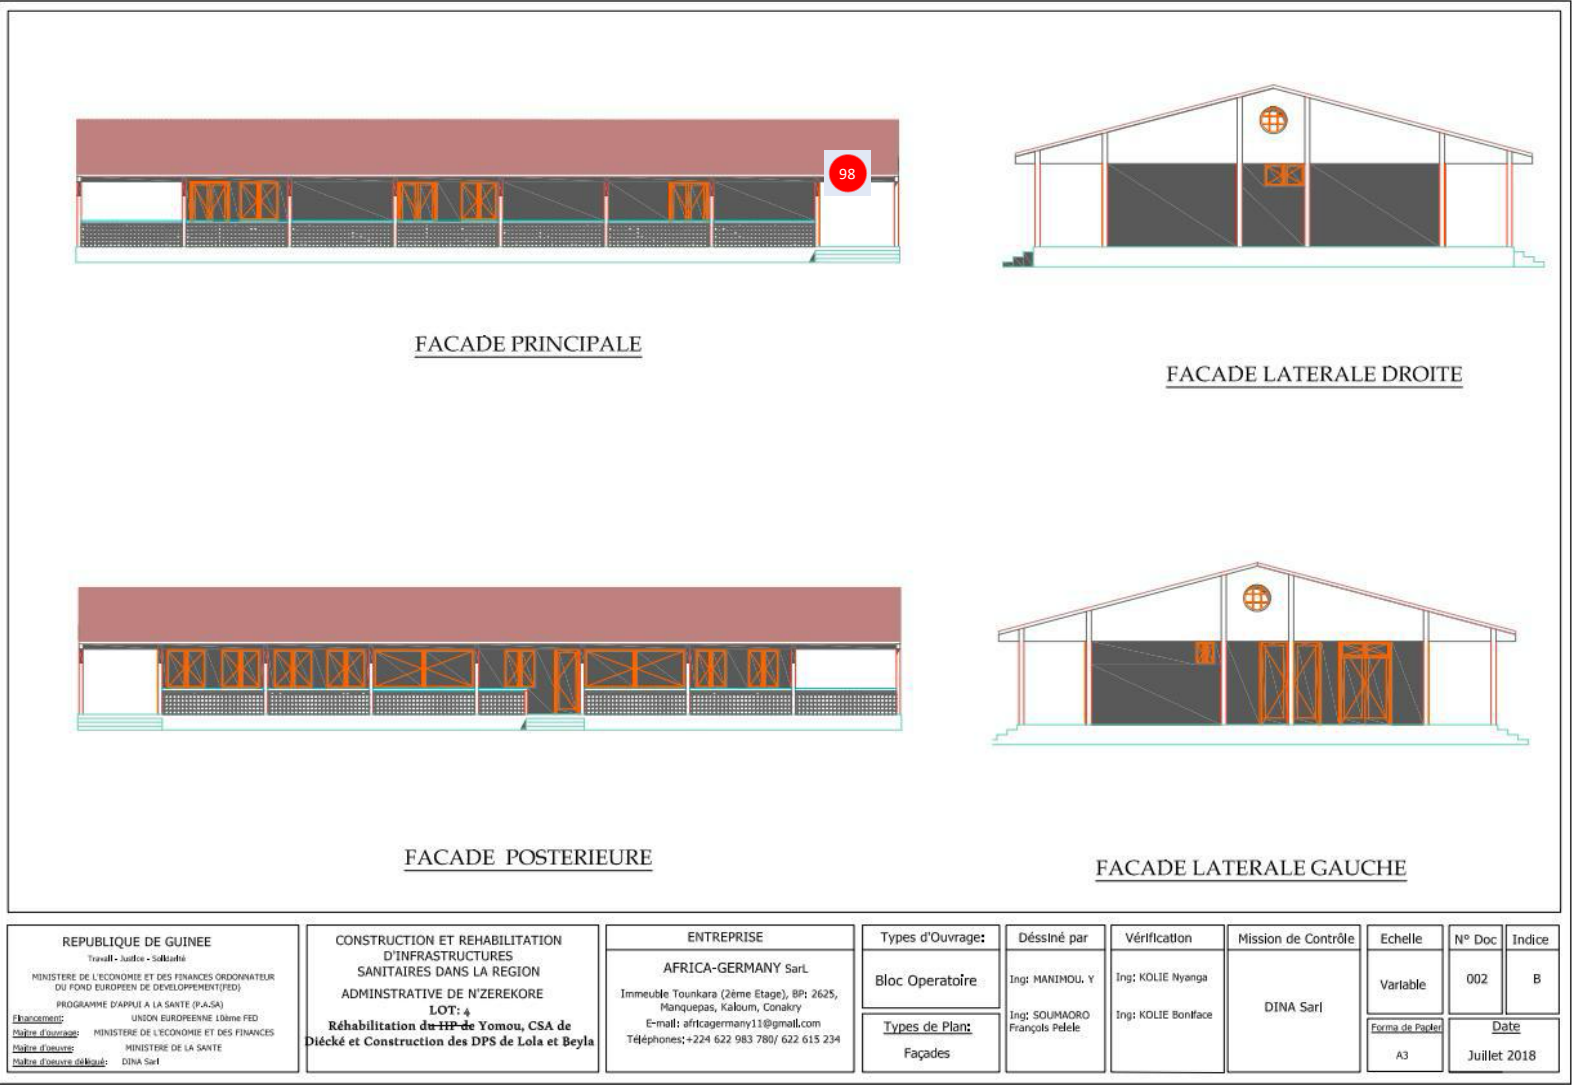 98
FACADE PRINCIPALE
FACADE LATERALE DROITE
FACADE POSTERIEURE
FACADE LATERALE GAUCHE
REPUBLIQUE DE GUINEE
Travail - Justice - Solidarité
MINISTERE DE L'ECONOMIE ET DES FINANCES ORDONNATEUR
DU FOND EUROPEEN DE DEVELOPPEMENT(FED)
PROGRAMME D'APPUI A LA SANTE (P.A.SA)
Financement: UNION EUROPEENNE 10ème FED
Maître d'ouvrage: MINISTERE DE L'ECONOMIE ET DES FINANCES
Maître d'oeuvre: MINISTERE DE LA SANTE
Maître d'oeuvre délégué: DINA Sarl
CONSTRUCTION ET REHABILITATION
D'INFRASTRUCTURES
SANITAIRES DANS LA REGION
ADMINSTRATIVE DE N'ZEREKORE
LOT: 4
Réhabilitation du HP de Yomou, CSA de
Diécké et Construction des DPS de Lola et Beyla
ENTREPRISE
AFRICA-GERMANY SarL
Immeuble Tounkara (2ème Etage), BP: 2625,
Manquepas, Kaloum, Conakry
E-mail: africagermany11@gmail.com
Téléphones:+224 622 983 780/ 622 615 234
Types d'Ouvrage:
Bloc Operatoire
Types de Plan:
Façades
Déssiné par
Ing: MANIMOU. Y
Ing: SOUMAORO
François Pelele
Vérification
Ing: KOLIE Nyanga
Ing: KOLIE Boniface
Mission de Contrôle
DINA Sarl
Echelle
Variable
Forma de Papier
A3
N° Doc
002
Indice
B
Date
Juillet 2018